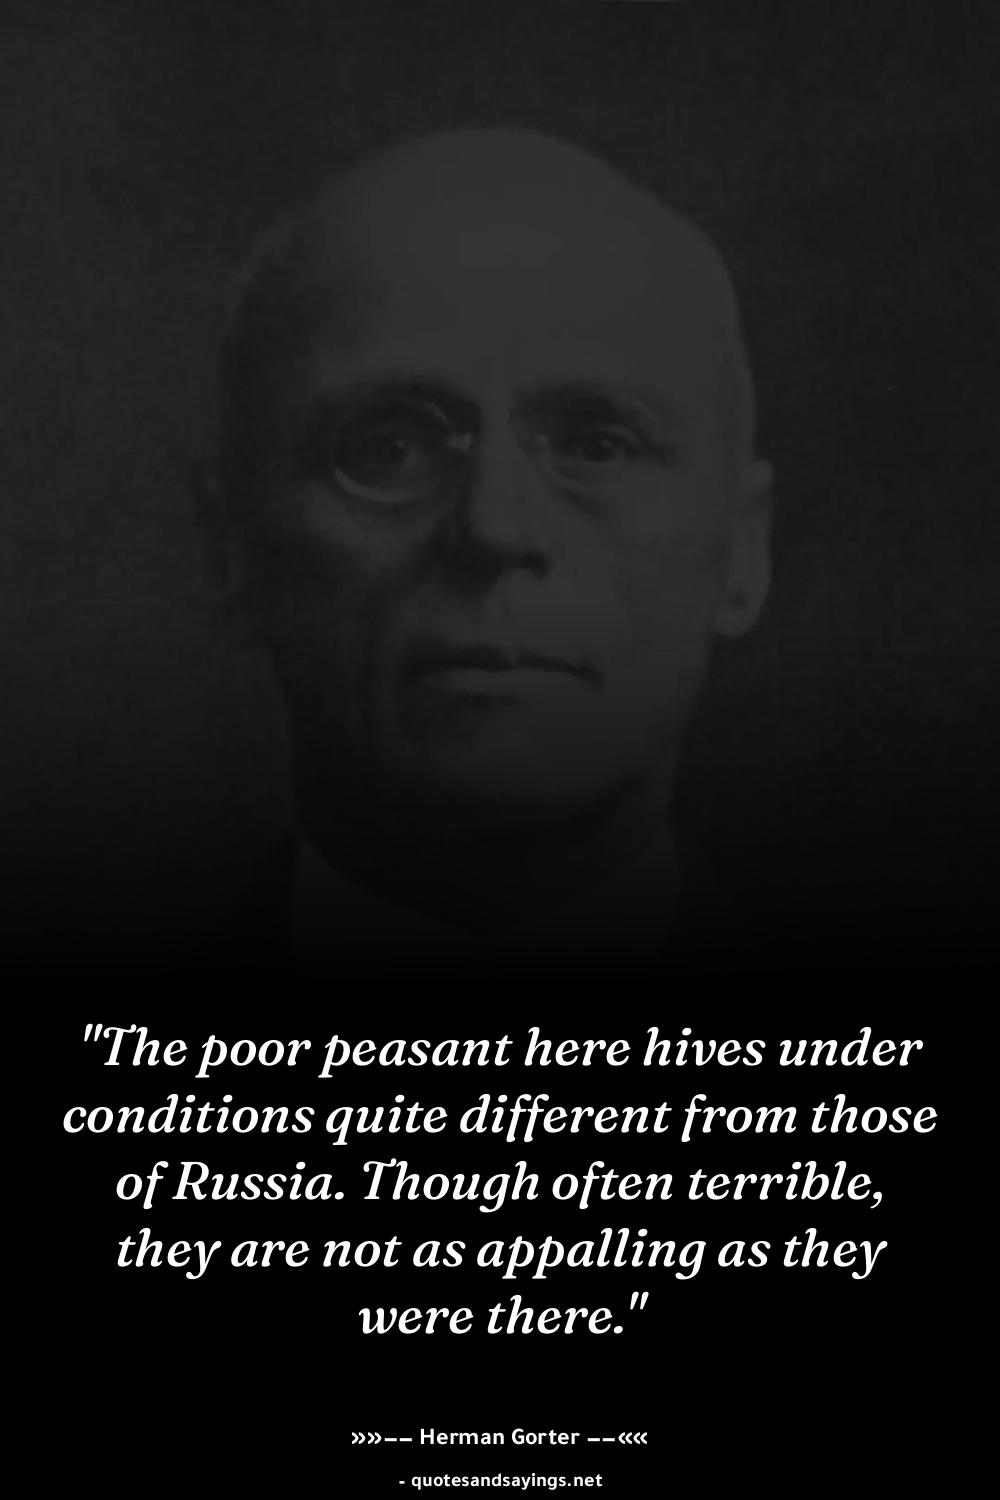 "The poor peasant here hives under
conditions quite different from those
of Russia. Though often terrible,
they are not as appalling as they
were there."
»»-- Herman Gorter --««
- quotesandsayings.net